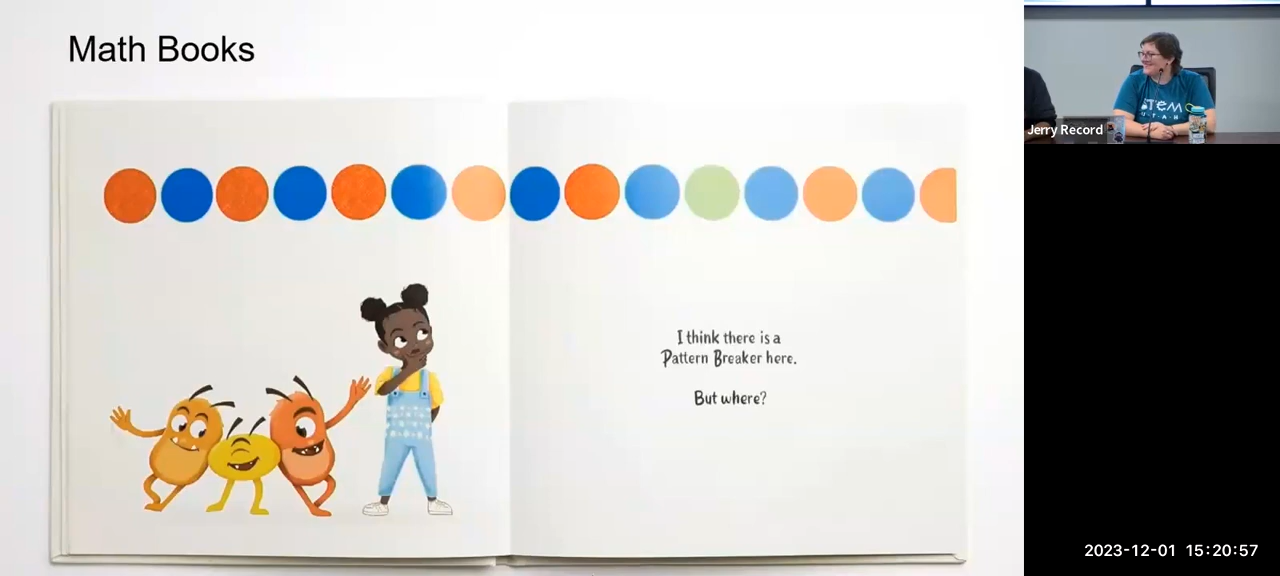 Math Books
I think there is a
Pattern Breaker here.
But where?
STEM
UTAH
Jerry Record
2023-12-01 15:20:57